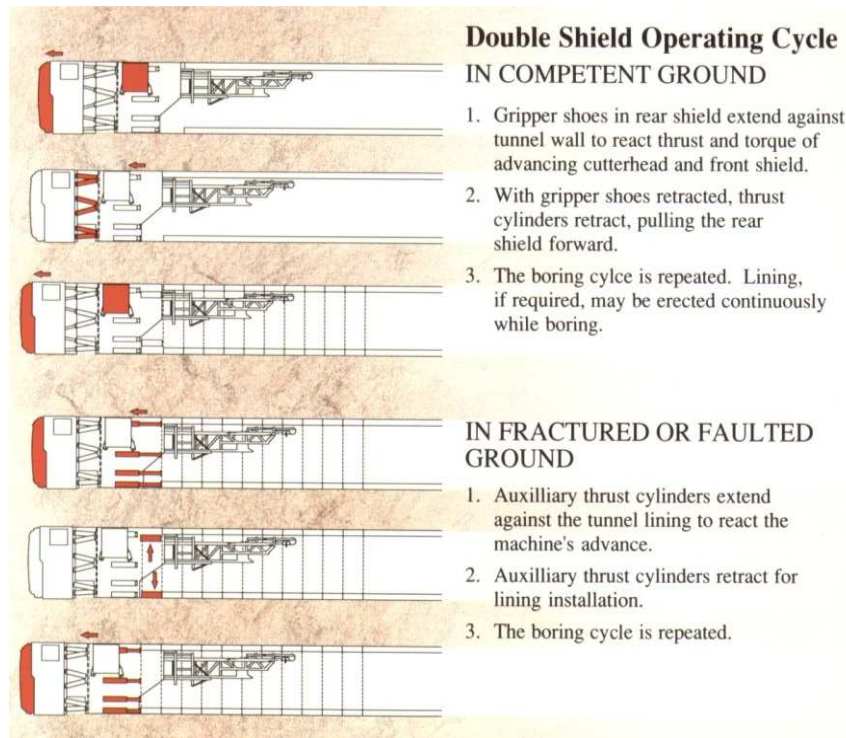 Double Shield Operating Cycle
IN COMPETENT GROUND
1. Gripper shoes in rear shield extend against
tunnel wall to react thrust and torque of
advancing cutterhead and front shield.
2. With gripper shoes retracted, thrust
cylinders retract, pulling the rear
shield forward.
3. The boring cylce is repeated. Lining,
if required, may be erected continuously
while boring.
IN FRACTURED OR FAULTED
GROUND
1. Auxilliary thrust cylinders extend
against the tunnel lining to react the
machine's advance.
2. Auxilliary thrust cylinders retract for
lining installation.
3. The boring cycle is repeated.